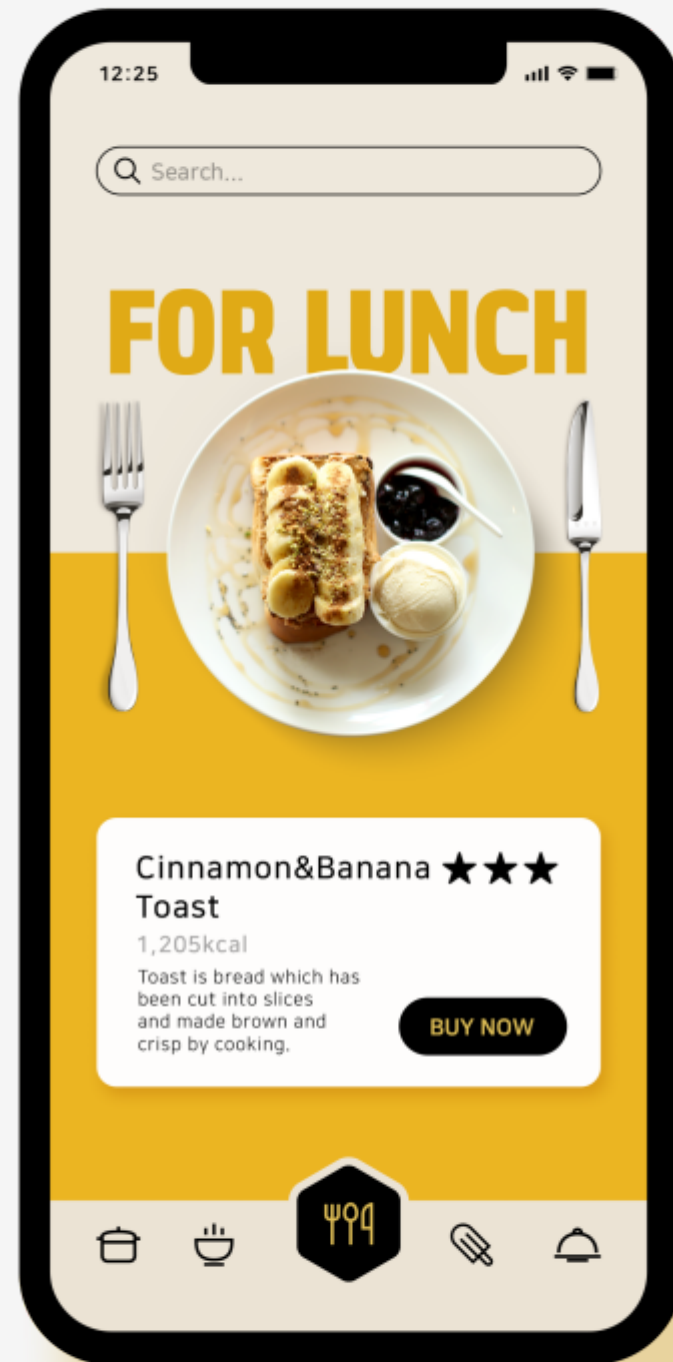 12:25
Search...
FOR LUNCH
Cinnamon&Banana
Toast
1,205kcal
Toast is bread which has
been cut into slices
and made brown and
crisp by cooking.
BUY NOW